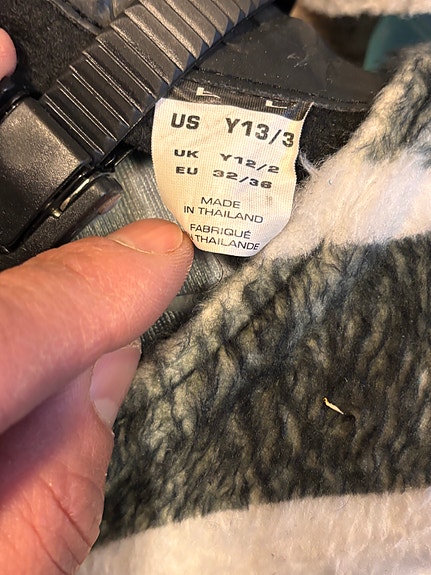 US Y13/3
UK Y12/2
EU 32/36
MADE
IN THAILAND
FABRIQUÉ
THAILANDE